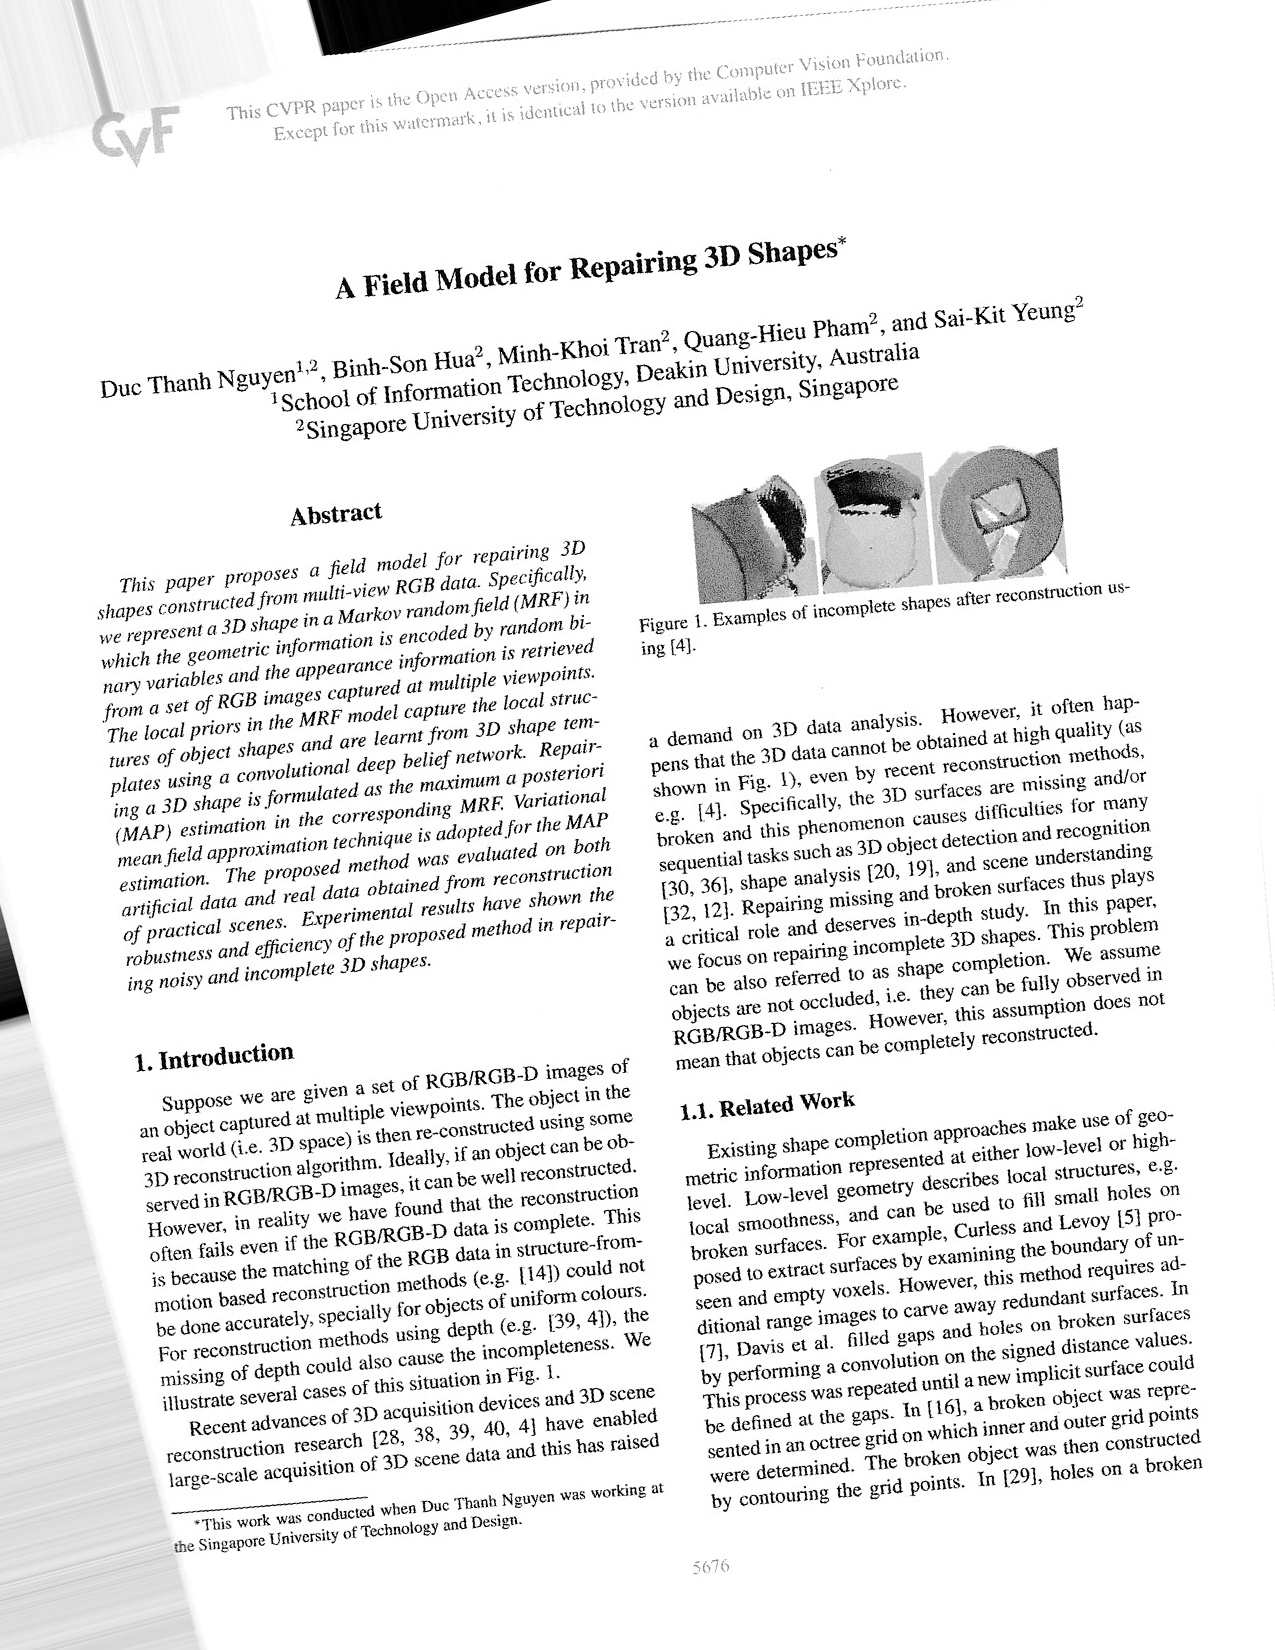 CVF
This CVPR paper is the Open Access version, provided by the Computer Vision Foundation.
Except for this watermark, it is identical to the version available on IEEE Xplore.
A Field Model for Repairing 3D Shapes*
Duc Thanh Nguyen1,2, Binh-Son Hua2, Minh-Khoi Tran2, Quang-Hieu Pham2, and Sai-Kit Yeung2
1School of Information Technology, Deakin University, Australia
2Singapore University of Technology and Design, Singapore
Abstract
This paper proposes a field model for repairing 3D
shapes constructed from multi-view RGB data. Specifically,
we represent a 3D shape in a Markov random field (MRF) in
which the geometric information is encoded by random bi-
nary variables and the appearance information is retrieved
from a set of RGB images captured at multiple viewpoints.
The local priors in the MRF model capture the local struc-
tures of object shapes and are learnt from 3D shape tem-
plates using a convolutional deep belief network. Repair-
ing a 3D shape is formulated as the maximum a posteriori
(MAP) estimation in the corresponding MRF. Variational
mean field approximation technique is adopted for the MAP
estimation. The proposed method was evaluated on both
artificial data and real data obtained from reconstruction
of practical scenes. Experimental results have shown the
robustness and efficiency of the proposed method in repair-
ing noisy and incomplete 3D shapes.
1. Introduction
Suppose we are given a set of RGB/RGB-D images of
an object captured at multiple viewpoints. The object in the
real world (i.e. 3D space) is then re-constructed using some
3D reconstruction algorithm. Ideally, if an object can be ob-
served in RGB/RGB-D images, it can be well reconstructed.
However, in reality we have found that the reconstruction
often fails even if the RGB/RGB-D data is complete. This
is because the matching of the RGB data in structure-from-
motion based reconstruction methods (e.g. [14]) could not
be done accurately, specially for objects of uniform colours.
For reconstruction methods using depth (e.g. [39, 4]), the
missing of depth could also cause the incompleteness. We
illustrate several cases of this situation in Fig. 1.
Recent advances of 3D acquisition devices and 3D scene
reconstruction research [28, 38, 39, 40, 4] have enabled
large-scale acquisition of 3D scene data and this has raised
*This work was conducted when Duc Thanh Nguyen was working at
the Singapore University of Technology and Design.
Figure 1. Examples of incomplete shapes after reconstruction us-
ing [4].
a demand on 3D data analysis. However, it often hap-
pens that the 3D data cannot be obtained at high quality (as
shown in Fig. 1), even by recent reconstruction methods,
e.g. [4]. Specifically, the 3D surfaces are missing and/or
broken and this phenomenon causes difficulties for many
sequential tasks such as 3D object detection and recognition
[30, 36], shape analysis [20, 19], and scene understanding
[32, 12]. Repairing missing and broken surfaces thus plays
a critical role and deserves in-depth study. In this paper,
we focus on repairing incomplete 3D shapes. This problem
can be also referred to as shape completion. We assume
objects are not occluded, i.e. they can be fully observed in
RGB/RGB-D images. However, this assumption does not
mean that objects can be completely reconstructed.
1.1. Related Work
Existing shape completion approaches make use of geo-
metric information represented at either low-level or high-
level. Low-level geometry describes local structures, e.g.
local smoothness, and can be used to fill small holes on
broken surfaces. For example, Curless and Levoy [5] pro-
posed to extract surfaces by examining the boundary of un-
seen and empty voxels. However, this method requires ad-
ditional range images to carve away redundant surfaces. In
[7], Davis et al. filled gaps and holes on broken surfaces
by performing a convolution on the signed distance values.
This process was repeated until a new implicit surface could
be defined at the gaps. In [16], a broken object was repre-
sented in an octree grid on which inner and outer grid points
were determined. The broken object was then constructed
by contouring the grid points. In [29], holes on a broken
5676